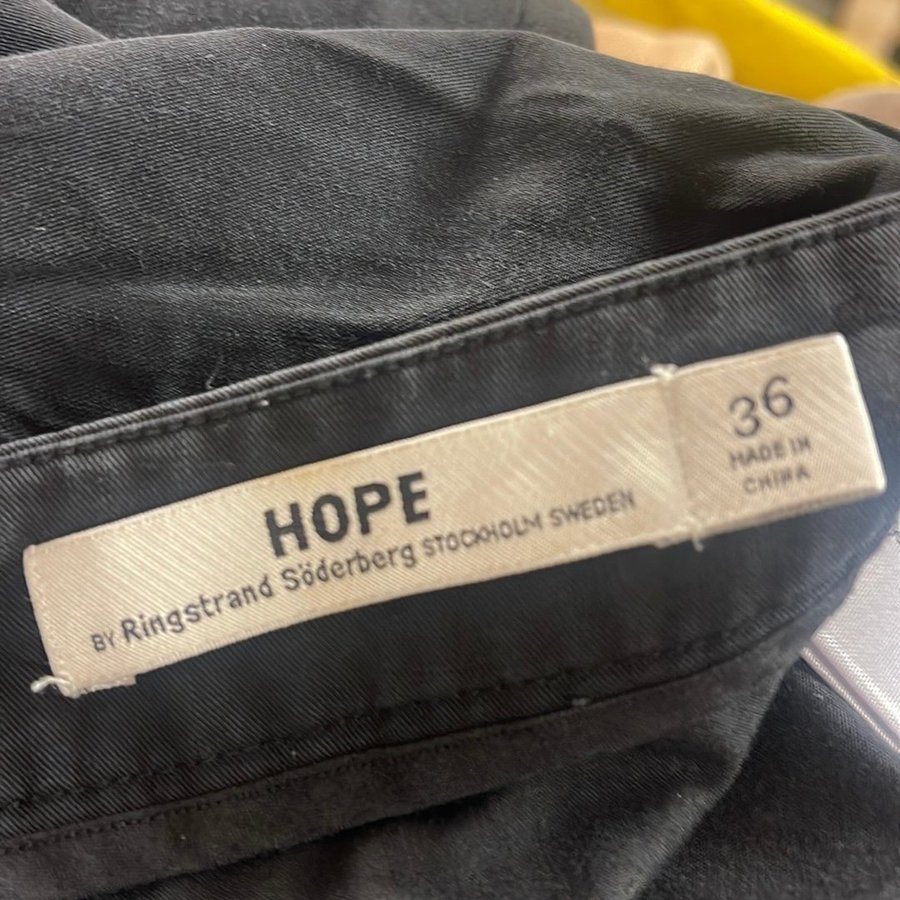 HOPE
BY Ringstrand Söderberg STOCKHOLM SWEDEN
36
MADE IN
CHINA